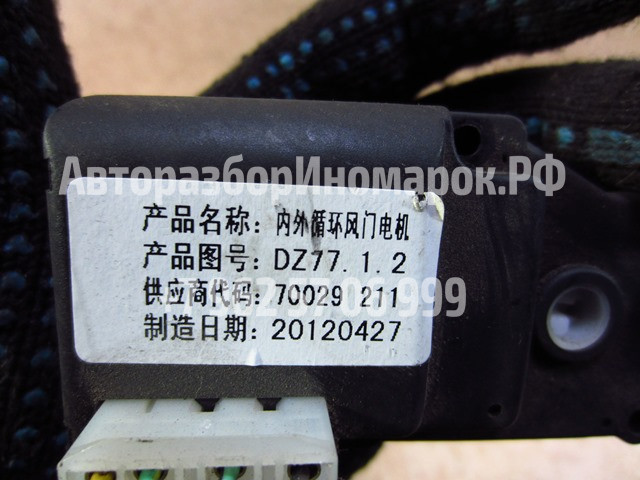 АвторазборИномарок.РФ
产品名称：内外循环风门电机
产品图号：DZ77.1.2
供应商代码：70029 211
制造日期：20120427